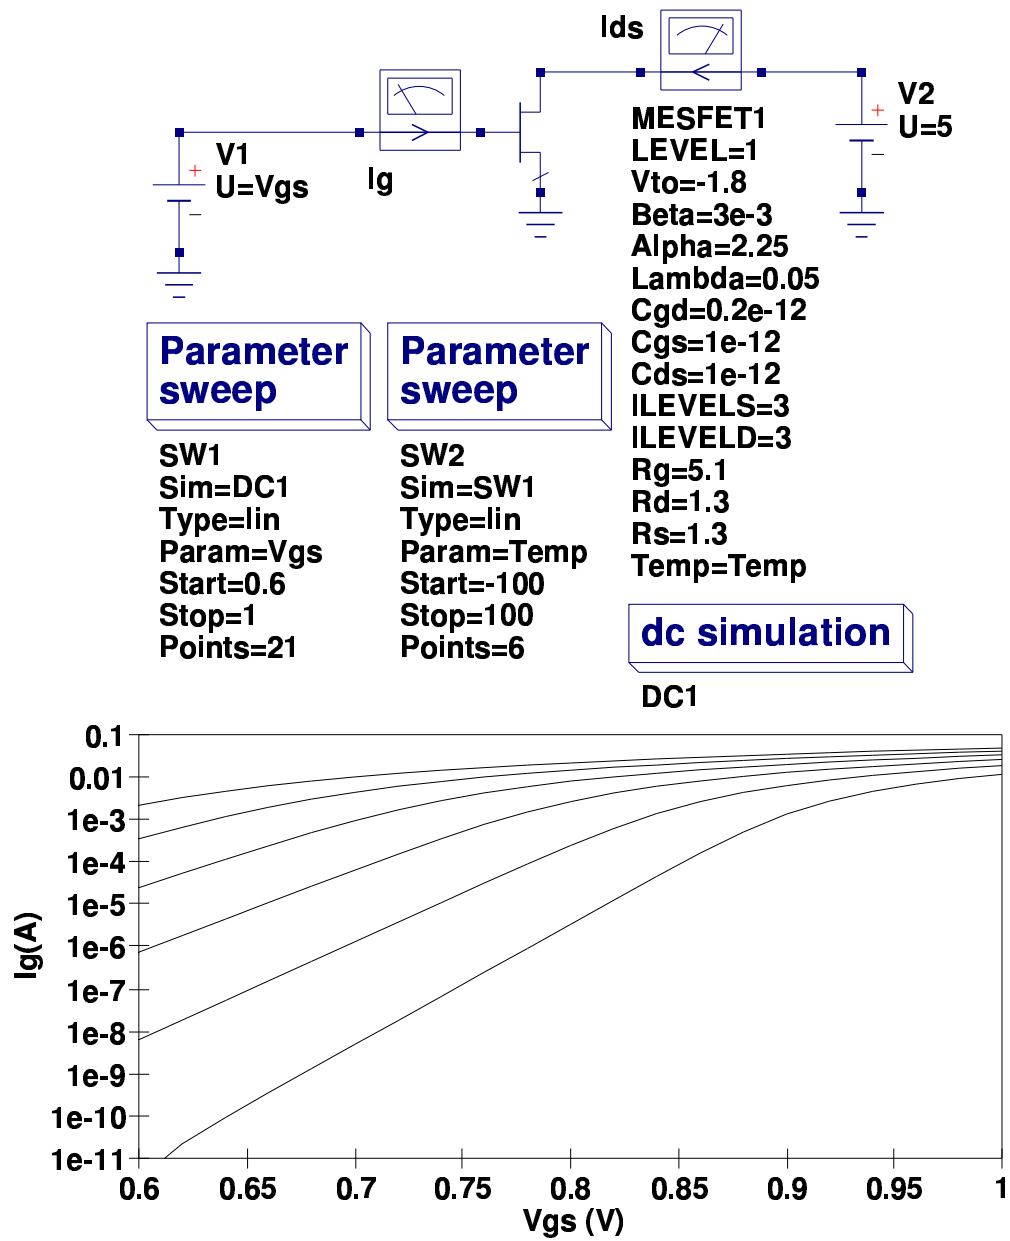 Ids
V1
U=Vgs
Ig
V2
U=5
MESFET1
LEVEL=1
Vto=-1.8
Beta=3e-3
Alpha=2.25
Lambda=0.05
Cgd=0.2e-12
Cgs=1e-12
Cds=1e-12
ILEVELS=3
ILEVELD=3
Rg=5.1
Rd=1.3
Rs=1.3
Temp=Temp
Parameter
sweep
SW1
Sim=DC1
Type=lin
Param=Vgs
Start=0.6
Stop=1
Points=21
Parameter
sweep
SW2
Sim=SW1
Type=lin
Param=Temp
Start=-100
Stop=100
Points=6
dc simulation
DC1
0.1
0.01
1e-3
1e-4
1e-5
1e-6
1e-7
1e-8
1e-9
1e-10
1e-11
Ig(A)
0.6 0.65 0.7 0.75 0.8 0.85 0.9 0.95 1
Vgs (V)